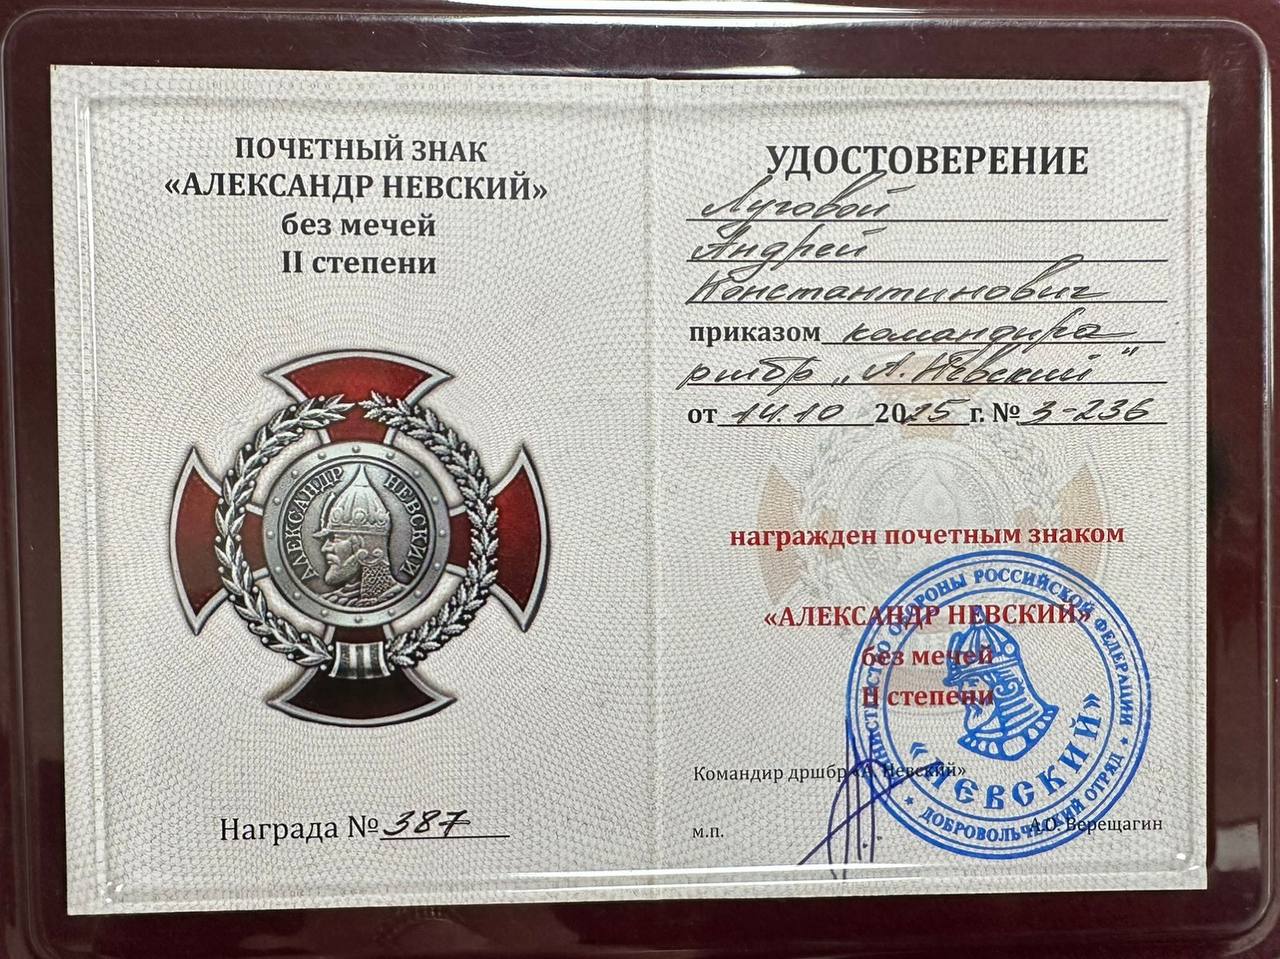 ПОЧЕТНЫЙ ЗНАК
«АЛЕКСАНДР НЕВСКИЙ»
без мечей
II степени
АЛЕКСАНДР НЕВСКИЙ
Награда № 387
УДОСТОВЕРЕНИЕ
Луговой
Андрей
Константинович
приказом командира
ршбр „А. Невский"
от 14.10 2025 г. № 3-236
награжден почетным знаком
«АЛЕКСАНДР НЕВСКИЙ»
без мечей
II степени
Командир дршбр «А. Невский»
м.п.
А.О. Верещагин
МИНИСТЕРСТВО ОБОРОНЫ РОССИЙСКОЙ ФЕДЕРАЦИИ
«НЕВСКИЙ»
* ДОБРОВОЛЬЧЕСКИЙ ОТРЯД *